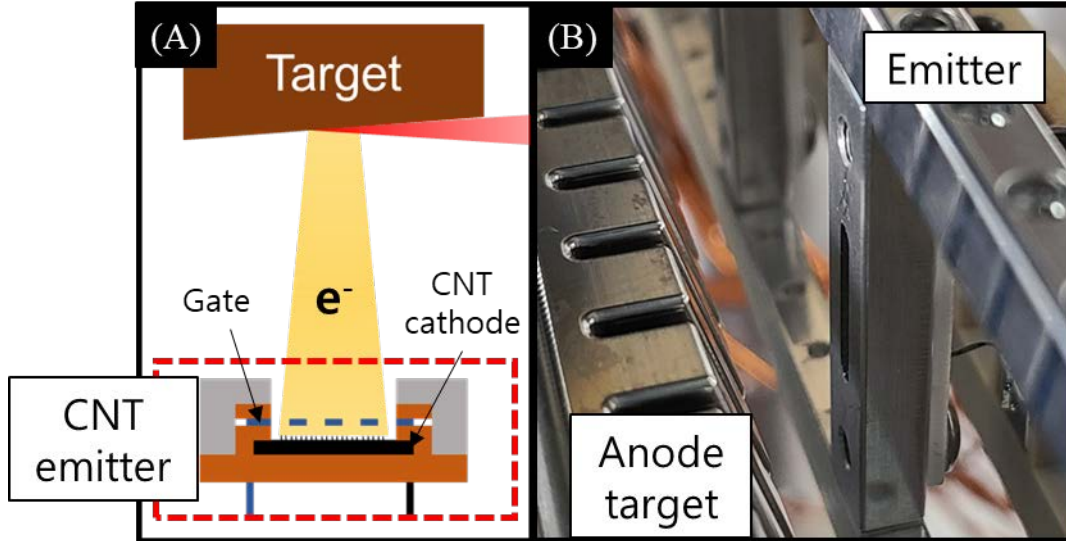 (A)
Target
Gate
e-
CNT
cathode
CNT
emitter
(B)
Emitter
Anode
target